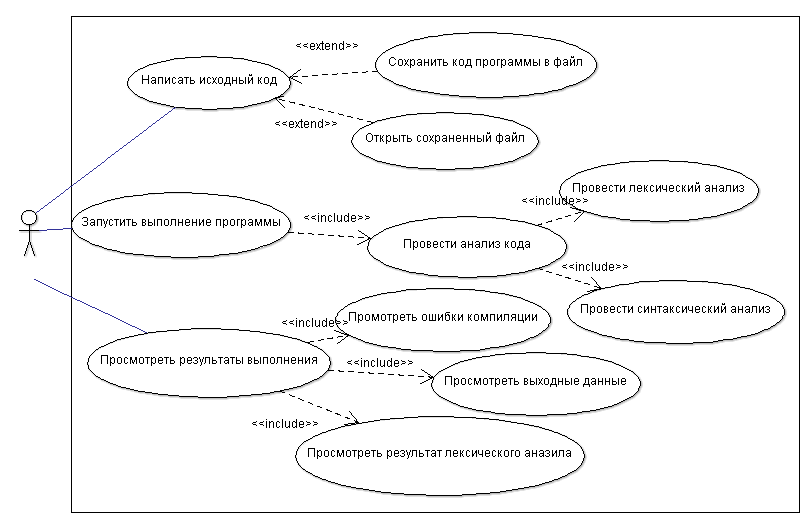 <<extend>>
Сохранить код программы в файл
Написать исходный код
<<extend>>
Открыть сохраненный файл
Провести лексический анализ
<<include>>
Запустить выполнение программы
<<include>>
Провести анализ кода
<<include>>
Провести синтаксический анализ
Промотреть ошибки компиляции
<<include>>
Просмотреть результаты выполнения
<<include>>
Просмотреть выходные данные
<<include>>
Просмотреть результат лексического аназила